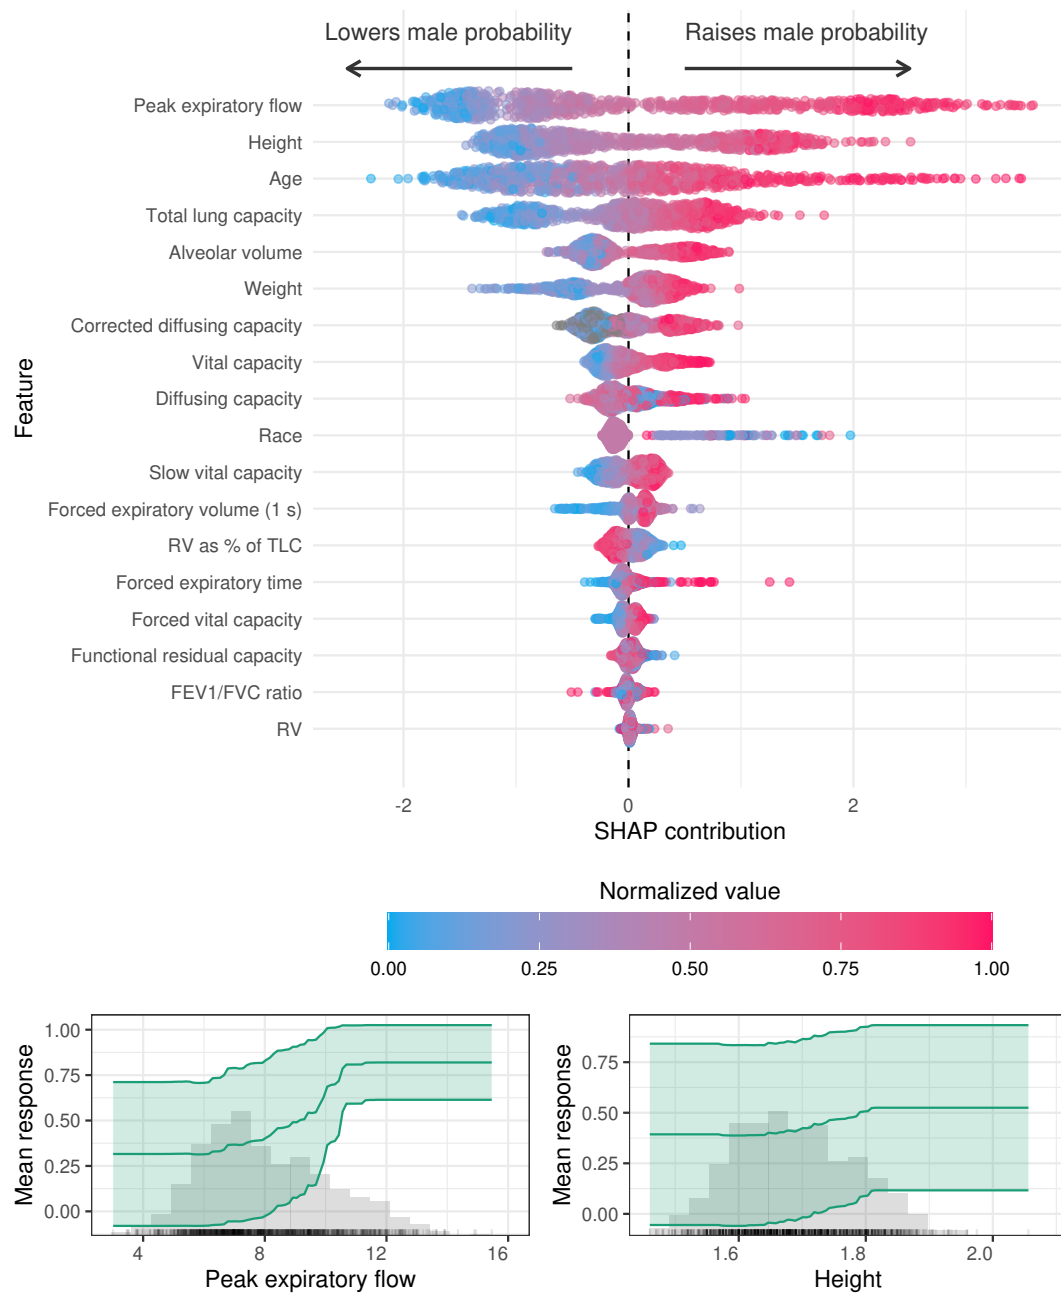 Lowers male probability
Raises male probability
Feature
Peak expiratory flow
Height
Age
Total lung capacity
Alveolar volume
Weight
Corrected diffusing capacity
Vital capacity
Diffusing capacity
Race
Slow vital capacity
Forced expiratory volume (1 s)
RV as % of TLC
Forced expiratory time
Forced vital capacity
Functional residual capacity
FEV1/FVC ratio
RV
-2 0 2
SHAP contribution
Normalized value
0.00 0.25 0.50 0.75 1.00
Mean response
1.00
0.75
0.50
0.25
0.00
4 8 12 16
Peak expiratory flow
Mean response
0.75
0.50
0.25
0.00
1.6 1.8 2.0
Height